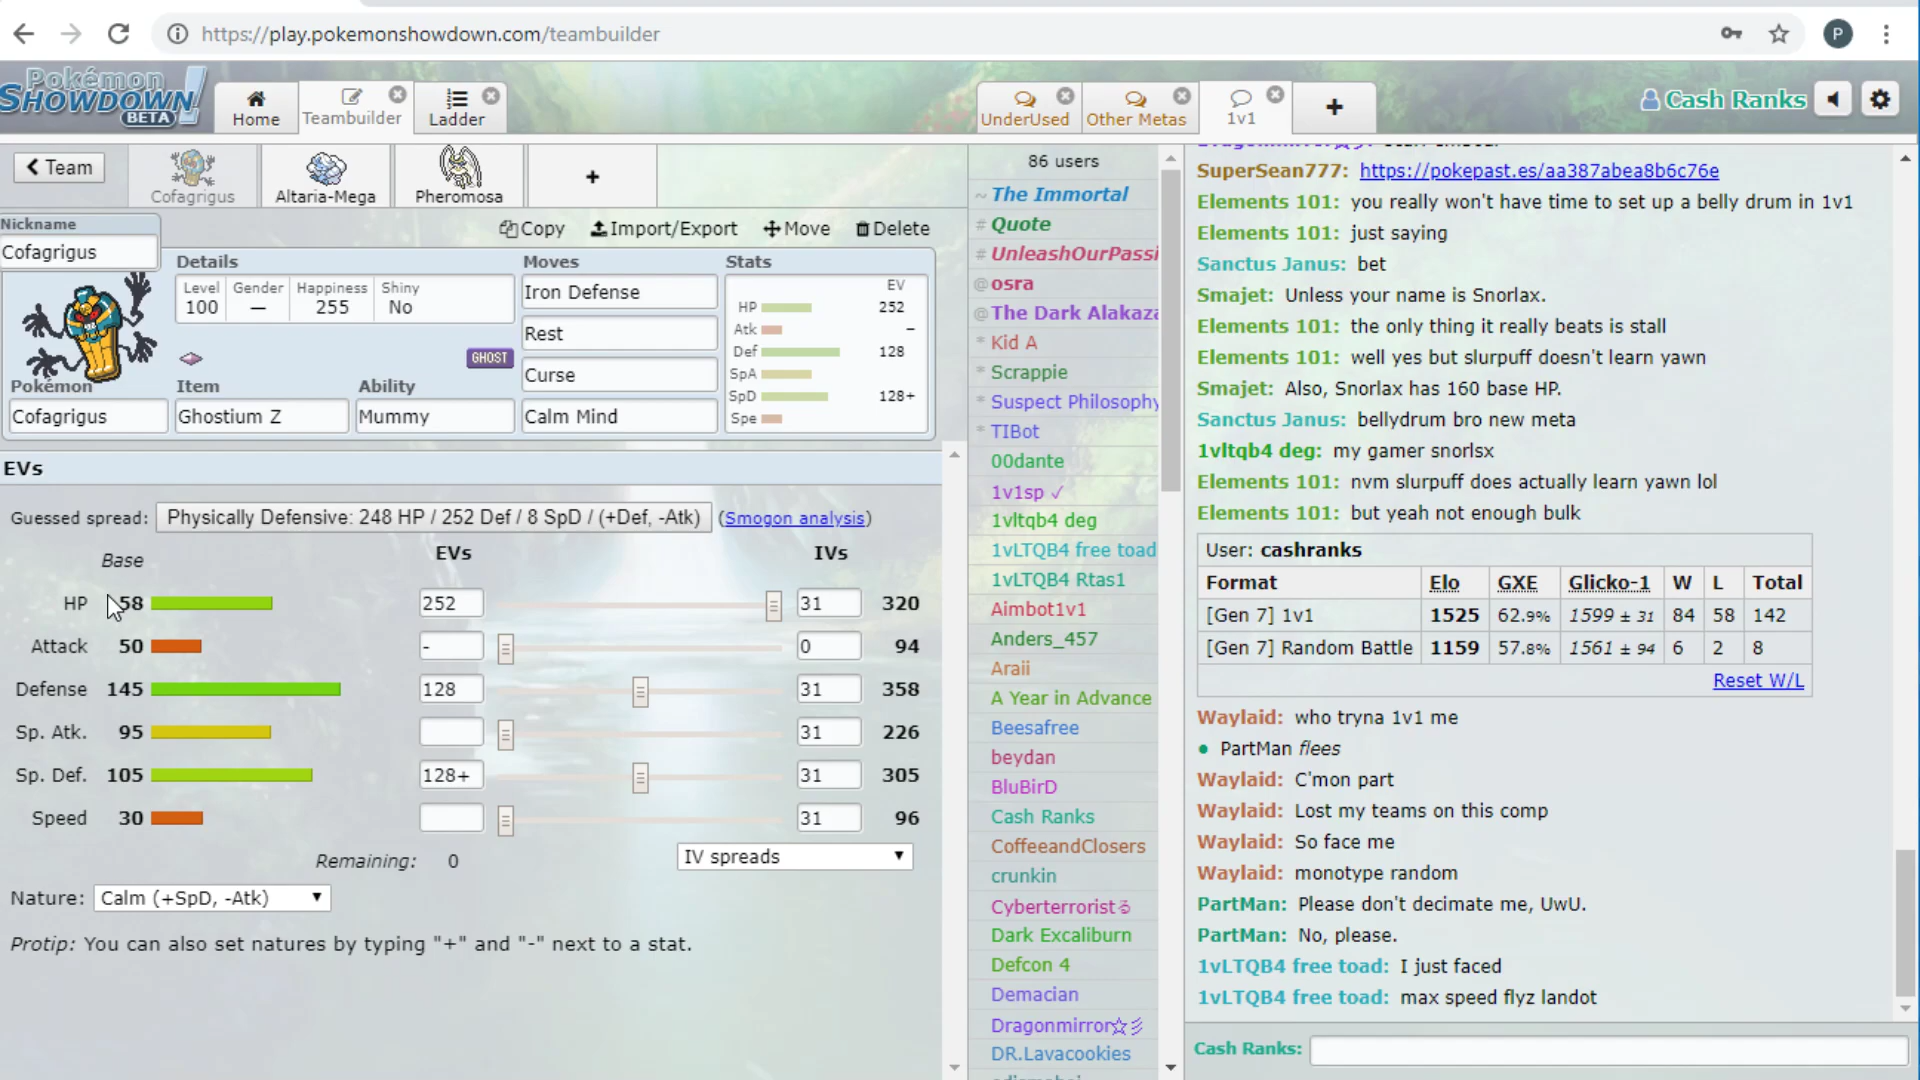 https://play.pokemonshowdown.com/teambuilder
P
Pokémon
SHOWDOWN!
BETA
Home
Teambuilder
Ladder
UnderUsed
Other Metas
1v1
+
Cash Ranks
Team
Cofagrigus
Altaria-Mega
Pheromosa
+
Nickname
Cofagrigus
Copy
Import/Export
Move
Delete
Details
Level
100
Gender
—
Happiness
255
Shiny
No
GHOST
Pokémon
Cofagrigus
Item
Ghostium Z
Ability
Mummy
Moves
Iron Defense
Rest
Curse
Calm Mind
Stats
EV
HP 252
Atk –
Def 128
SpA
SpD 128+
Spe
EVs
Guessed spread: Physically Defensive: 248 HP / 252 Def / 8 SpD / (+Def, -Atk) (Smogon analysis)
Base EVs IVs
HP 58 252 31 320
Attack 50 - 0 94
Defense 145 128 31 358
Sp. Atk. 95 31 226
Sp. Def. 105 128+ 31 305
Speed 30 31 96
Remaining: 0
IV spreads
Nature: Calm (+SpD, -Atk)
Protip: You can also set natures by typing "+" and "-" next to a stat.
86 users
~ The Immortal
# Quote
# UnleashOurPassi
@ osra
@ The Dark Alakaza
* Kid A
* Scrappie
* Suspect Philosophy
* TIBot
00dante
1v1sp ✓
1vltqb4 deg
1vLTQB4 free toad
1vLTQB4 Rtas1
Aimbot1v1
Anders_457
Araii
A Year in Advance
Beesafree
beydan
BluBirD
Cash Ranks
CoffeeandClosers
crunkin
Cyberterroristる
Dark Excaliburn
Defcon 4
Demacian
Dragonmirror☆彡
DR.Lavacookies
SuperSean777: https://pokepast.es/aa387abea8b6c76e
Elements 101: you really won't have time to set up a belly drum in 1v1
Elements 101: just saying
Sanctus Janus: bet
Smajet: Unless your name is Snorlax.
Elements 101: the only thing it really beats is stall
Elements 101: well yes but slurpuff doesn't learn yawn
Smajet: Also, Snorlax has 160 base HP.
Sanctus Janus: bellydrum bro new meta
1vltqb4 deg: my gamer snorlsx
Elements 101: nvm slurpuff does actually learn yawn lol
Elements 101: but yeah not enough bulk
User: cashranks
Format Elo GXE Glicko-1 W L Total
[Gen 7] 1v1 1525 62.9% 1599 ± 31 84 58 142
[Gen 7] Random Battle 1159 57.8% 1561 ± 94 6 2 8
Reset W/L
Waylaid: who tryna 1v1 me
• PartMan flees
Waylaid: C'mon part
Waylaid: Lost my teams on this comp
Waylaid: So face me
Waylaid: monotype random
PartMan: Please don't decimate me, UwU.
PartMan: No, please.
1vLTQB4 free toad: I just faced
1vLTQB4 free toad: max speed flyz landot
Cash Ranks: